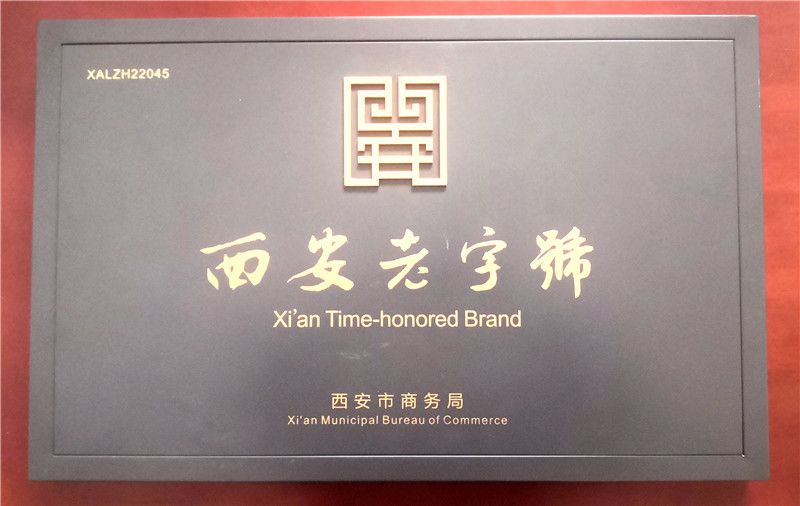 XALZH22045
西安老字號
Xi'an Time-honored Brand
西安市商务局
Xi'an Municipal Bureau of Commerce